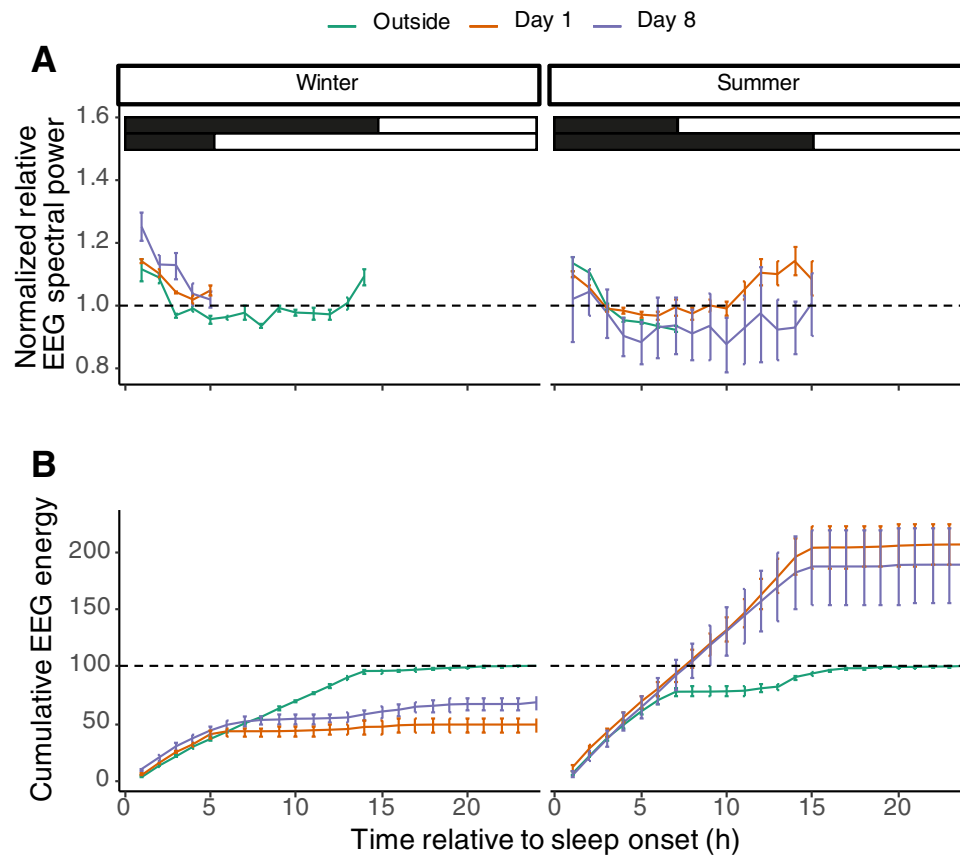 Outside Day 1 Day 8
A
Winter Summer
Normalized relative
EEG spectral power
1.6
1.4
1.2
1.0
0.8
B
Cumulative EEG energy
200
150
100
50
0
0 5 10 15 20 0 5 10 15 20
Time relative to sleep onset (h)